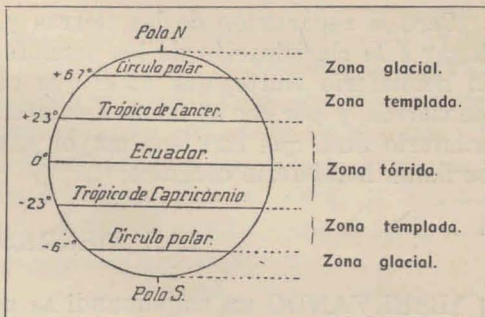 Polo N
+67° Círculo polar Zona glacial.
Zona templada.
+23° Trópico de Cancer.
0° Ecuador. Zona tórrida.
-23° Trópico de Capricornio
Zona templada.
-67° Círculo polar.
Zona glacial.
Polo S.